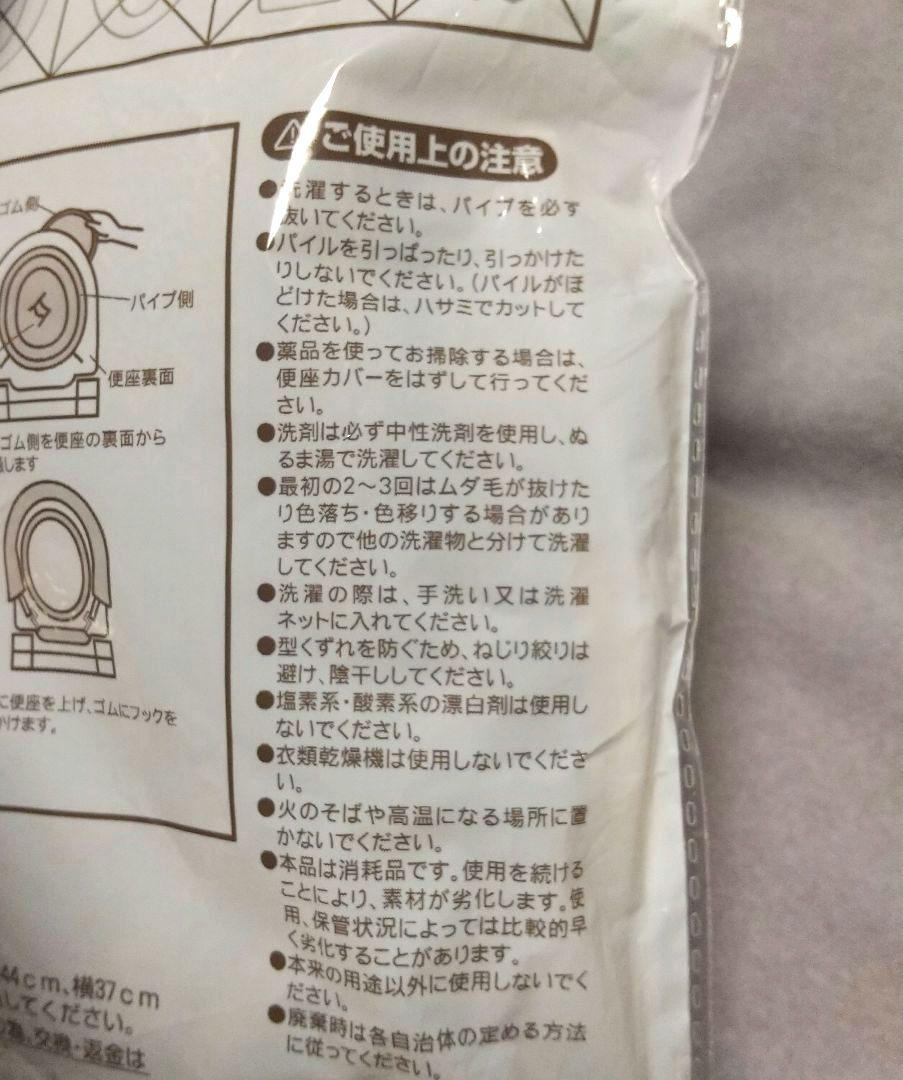 ゴム側
パイプ側
便座裏面
ゴム側を便座の裏面から
します
に便座を上げ、ゴムにフックを
かけます。
44cm、横37cm
してください。
交換・返金は
⚠ご使用上の注意
●洗濯するときは、パイプを必ず
抜いてください。
●パイルを引っぱったり、引っかけた
りしないでください。(パイルがほ
どけた場合は、ハサミでカットして
ください。)
●薬品を使ってお掃除する場合は、
便座カバーをはずして行ってくだ
さい。
●洗剤は必ず中性洗剤を使用し、ぬ
るま湯で洗濯してください。
●最初の2～3回はムダ毛が抜けた
り色落ち・色移りする場合があり
ますので他の洗濯物と分けて洗濯
してください。
●洗濯の際は、手洗い又は洗濯
ネットに入れてください。
●型くずれを防ぐため、ねじり絞りは
避け、陰干ししてください。
●塩素系・酸素系の漂白剤は使用し
ないでください。
●衣類乾燥機は使用しないでくださ
い。
●火のそばや高温になる場所に置
かないでください。
●本品は消耗品です。使用を続ける
ことにより、素材が劣化します。使
用、保管状況によっては比較的早
く劣化することがあります。
●本来の用途以外に使用しないでく
ださい。
●廃棄時は各自治体の定める方法
に従ってください。